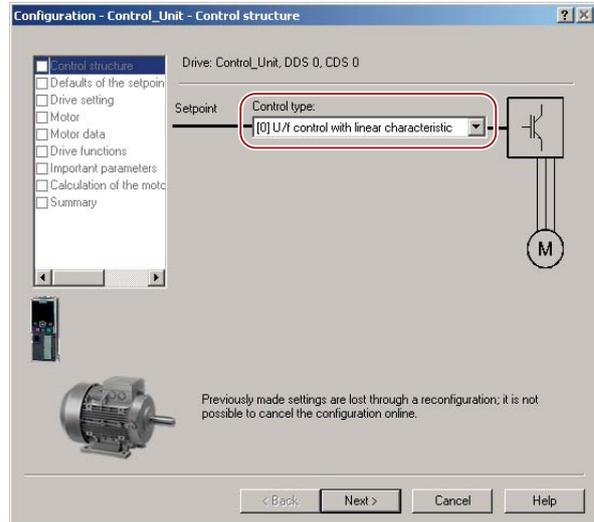 Configuration - Control_Unit - Control structure
Control structure
Defaults of the setpoin
Drive setting
Motor
Motor data
Drive functions
Important parameters
Calculation of the motc
Summary
Drive: Control_Unit, DDS 0, CDS 0
Setpoint
Control type:
[0] U/f control with linear characteristic
M
Previously made settings are lost through a reconfiguration; it is not
possible to cancel the configuration online.
< Back
Next >
Cancel
Help